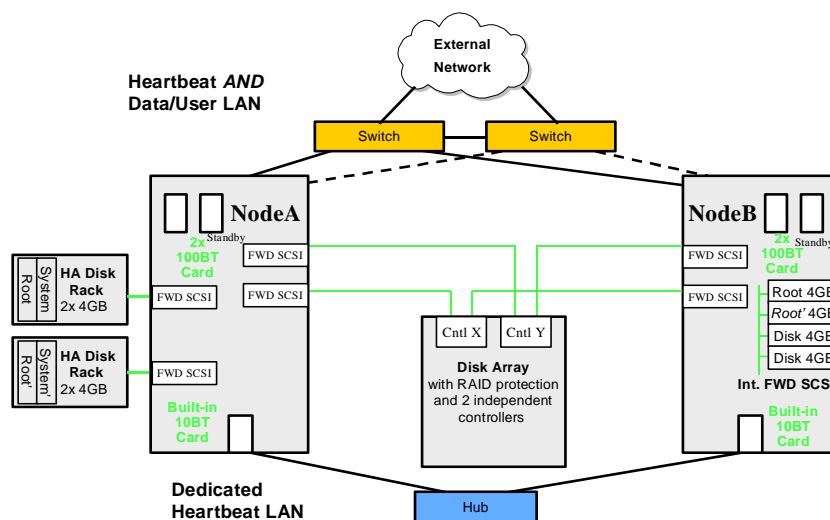 External
Network
Heartbeat AND
Data/User LAN
Switch
Switch
NodeA
Standby
2x
100BT
Card
FWD SCSI
FWD SCSI
FWD SCSI
FWD SCSI
Built-in
10BT
Card
System
Root
HA Disk
Rack
2x 4GB
System'
Root'
HA Disk
Rack
2x 4GB
Cntl X
Cntl Y
Disk Array
with RAID protection
and 2 independent
controllers
NodeB
Standby
2x
100BT
Card
FWD SCSI
FWD SCSI
Root 4GB
Root' 4GB
Disk 4GB
Disk 4GB
Int. FWD SCSI
Built-in
10BT
Card
Dedicated
Heartbeat LAN
Hub